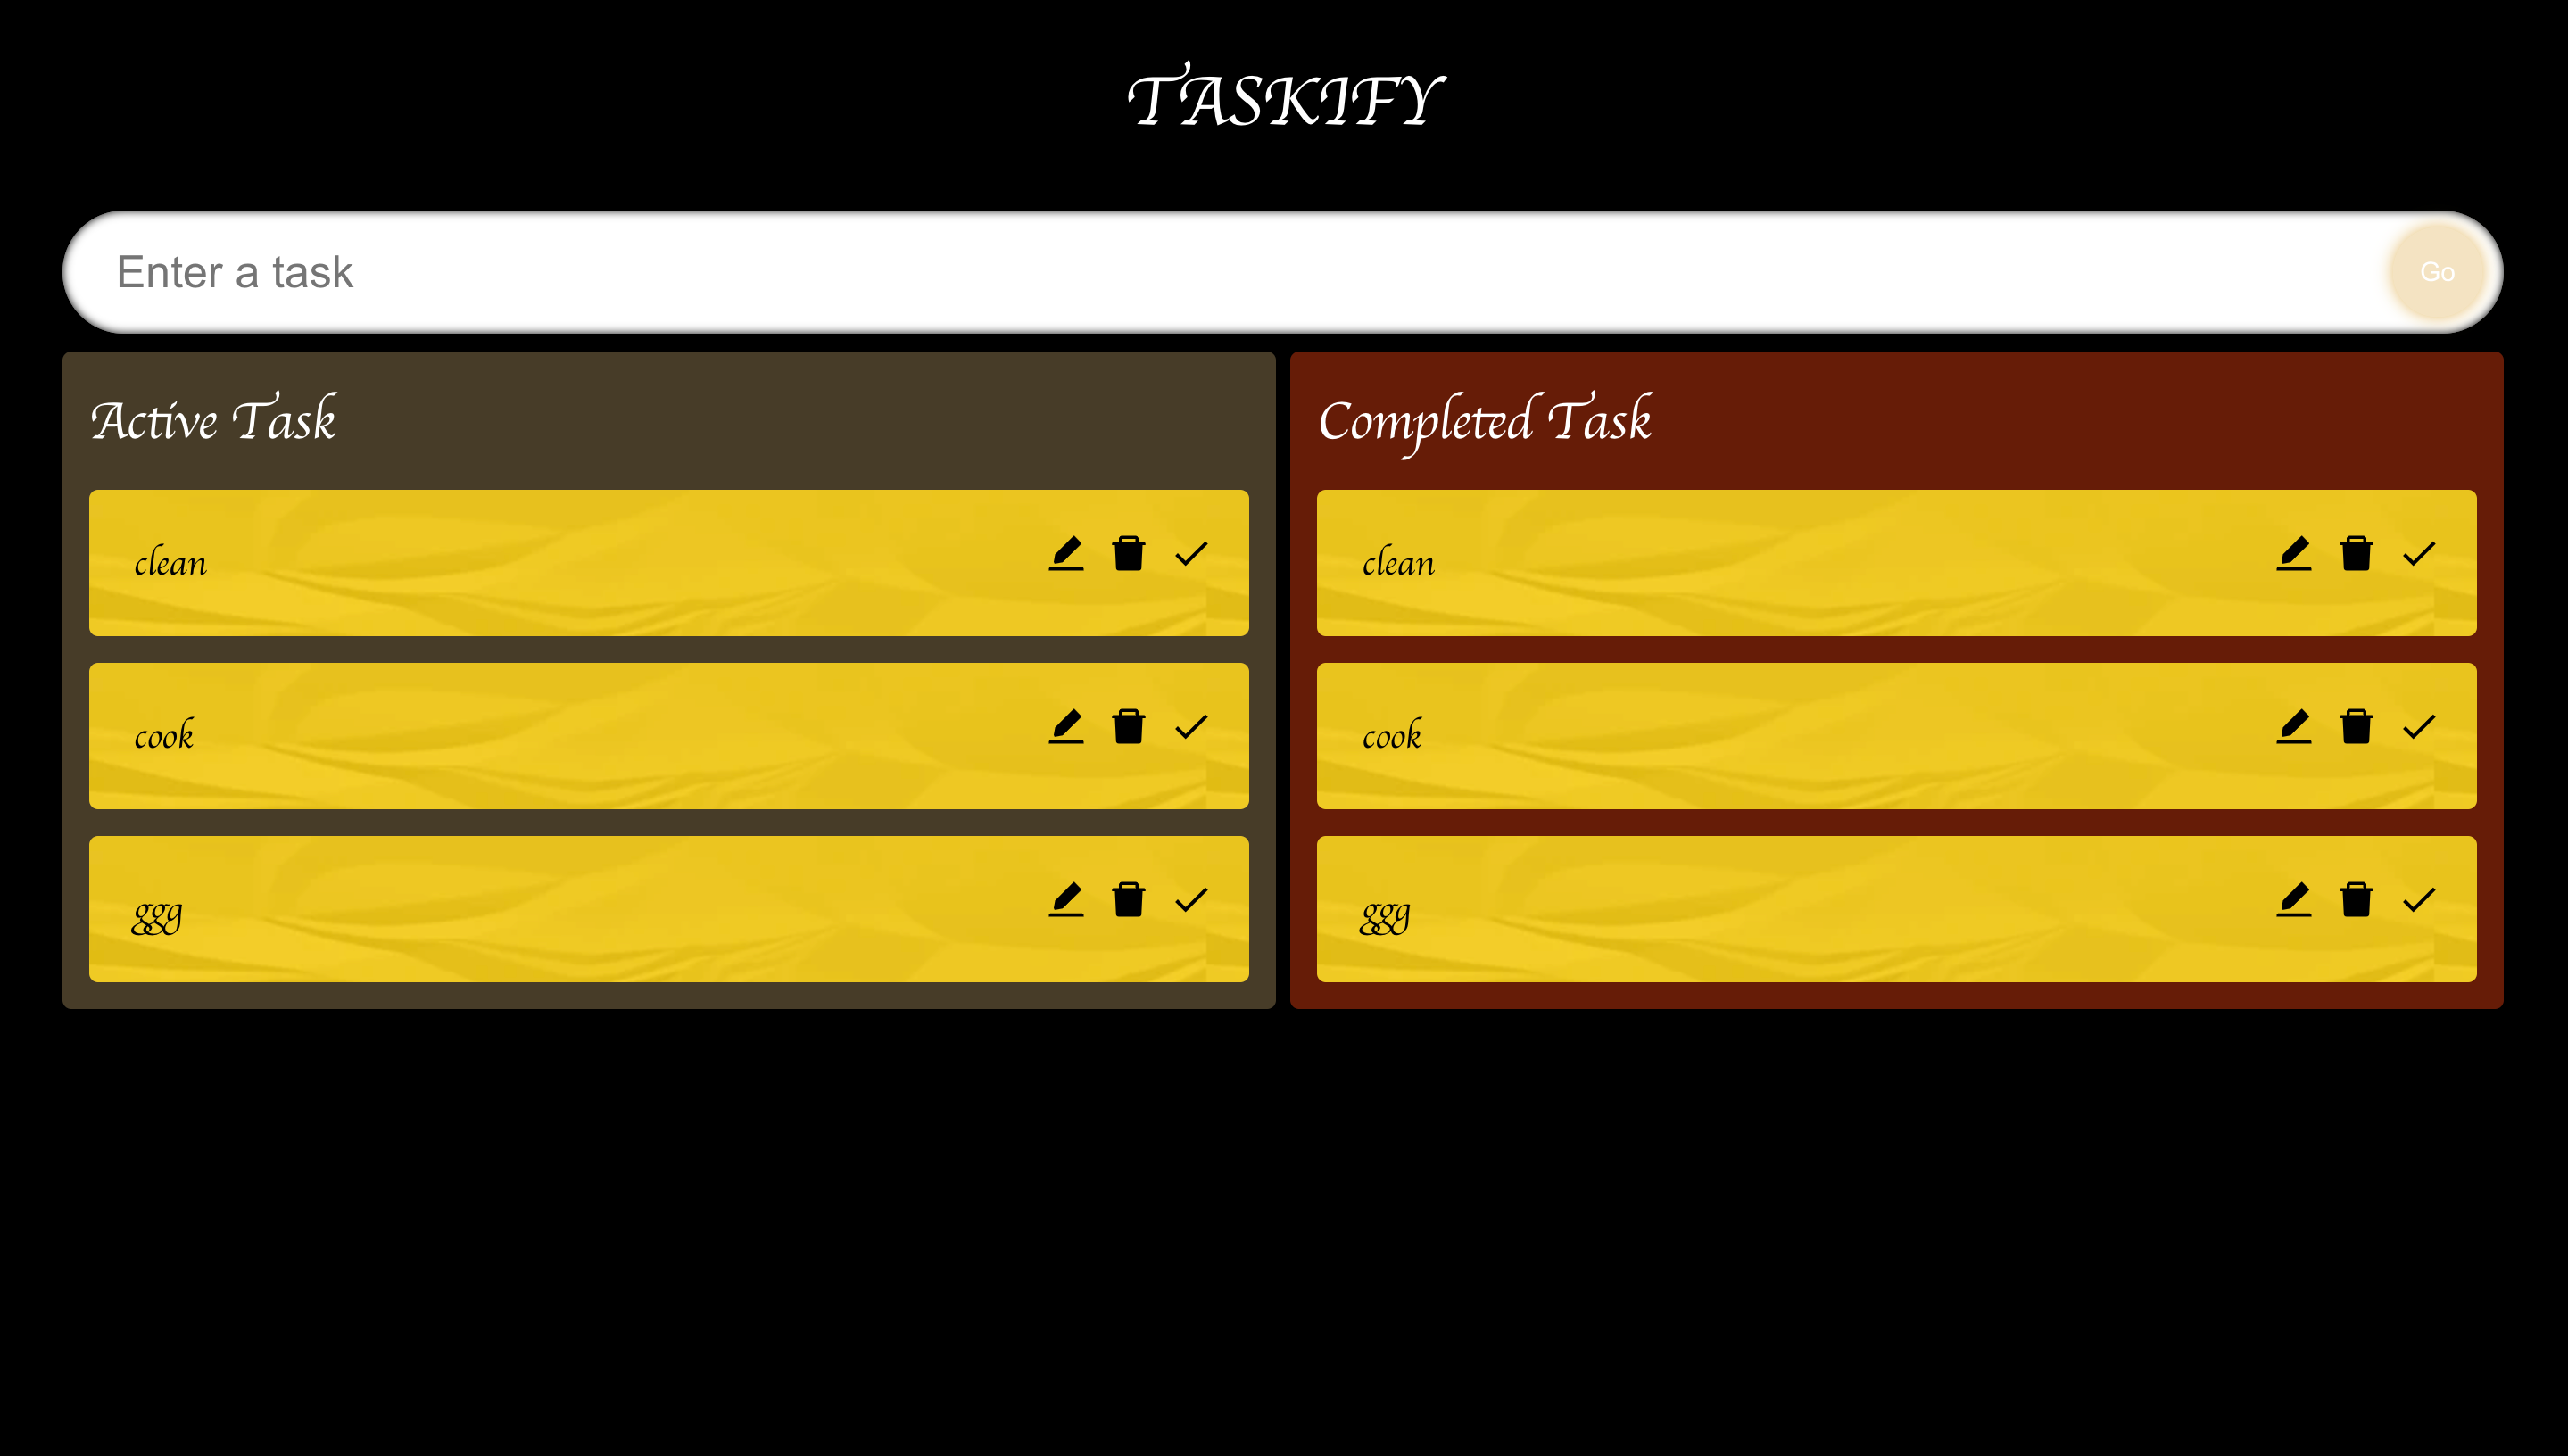 TASKIFY
Enter a task
Go
Active Task
clean
cook
ggg
Completed Task
clean
cook
ggg